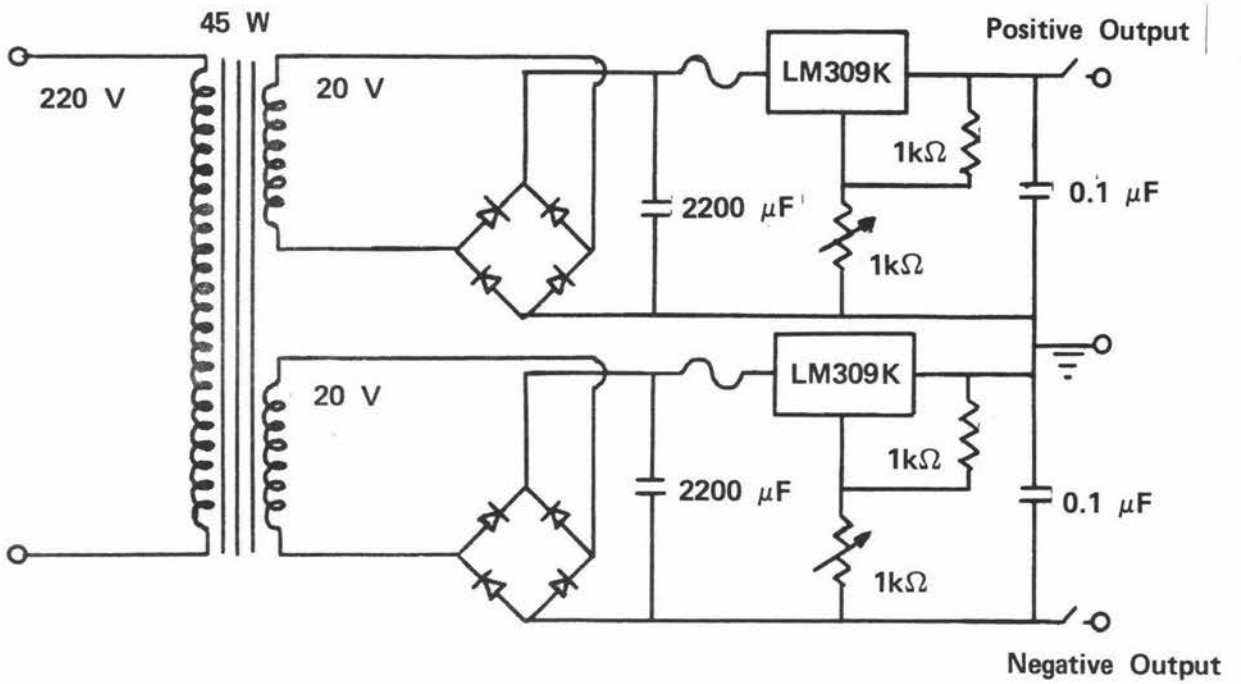 45 W
Positive Output
220 V
20 V
LM309K
1kΩ
2200 μF
0.1 μF
1kΩ
20 V
LM309K
1kΩ
2200 μF
0.1 μF
1kΩ
Negative Output